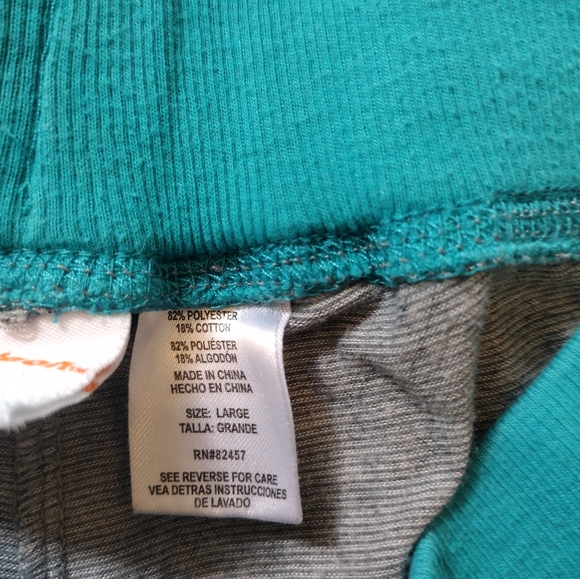 82% POLYESTER
18% COTTON
82% POLIÉSTER
18% ALGODÓN
MADE IN CHINA
HECHO EN CHINA
SIZE: LARGE
TALLA: GRANDE
RN#82457
SEE REVERSE FOR CARE
VEA DETRAS INSTRUCCIONES
DE LAVADO